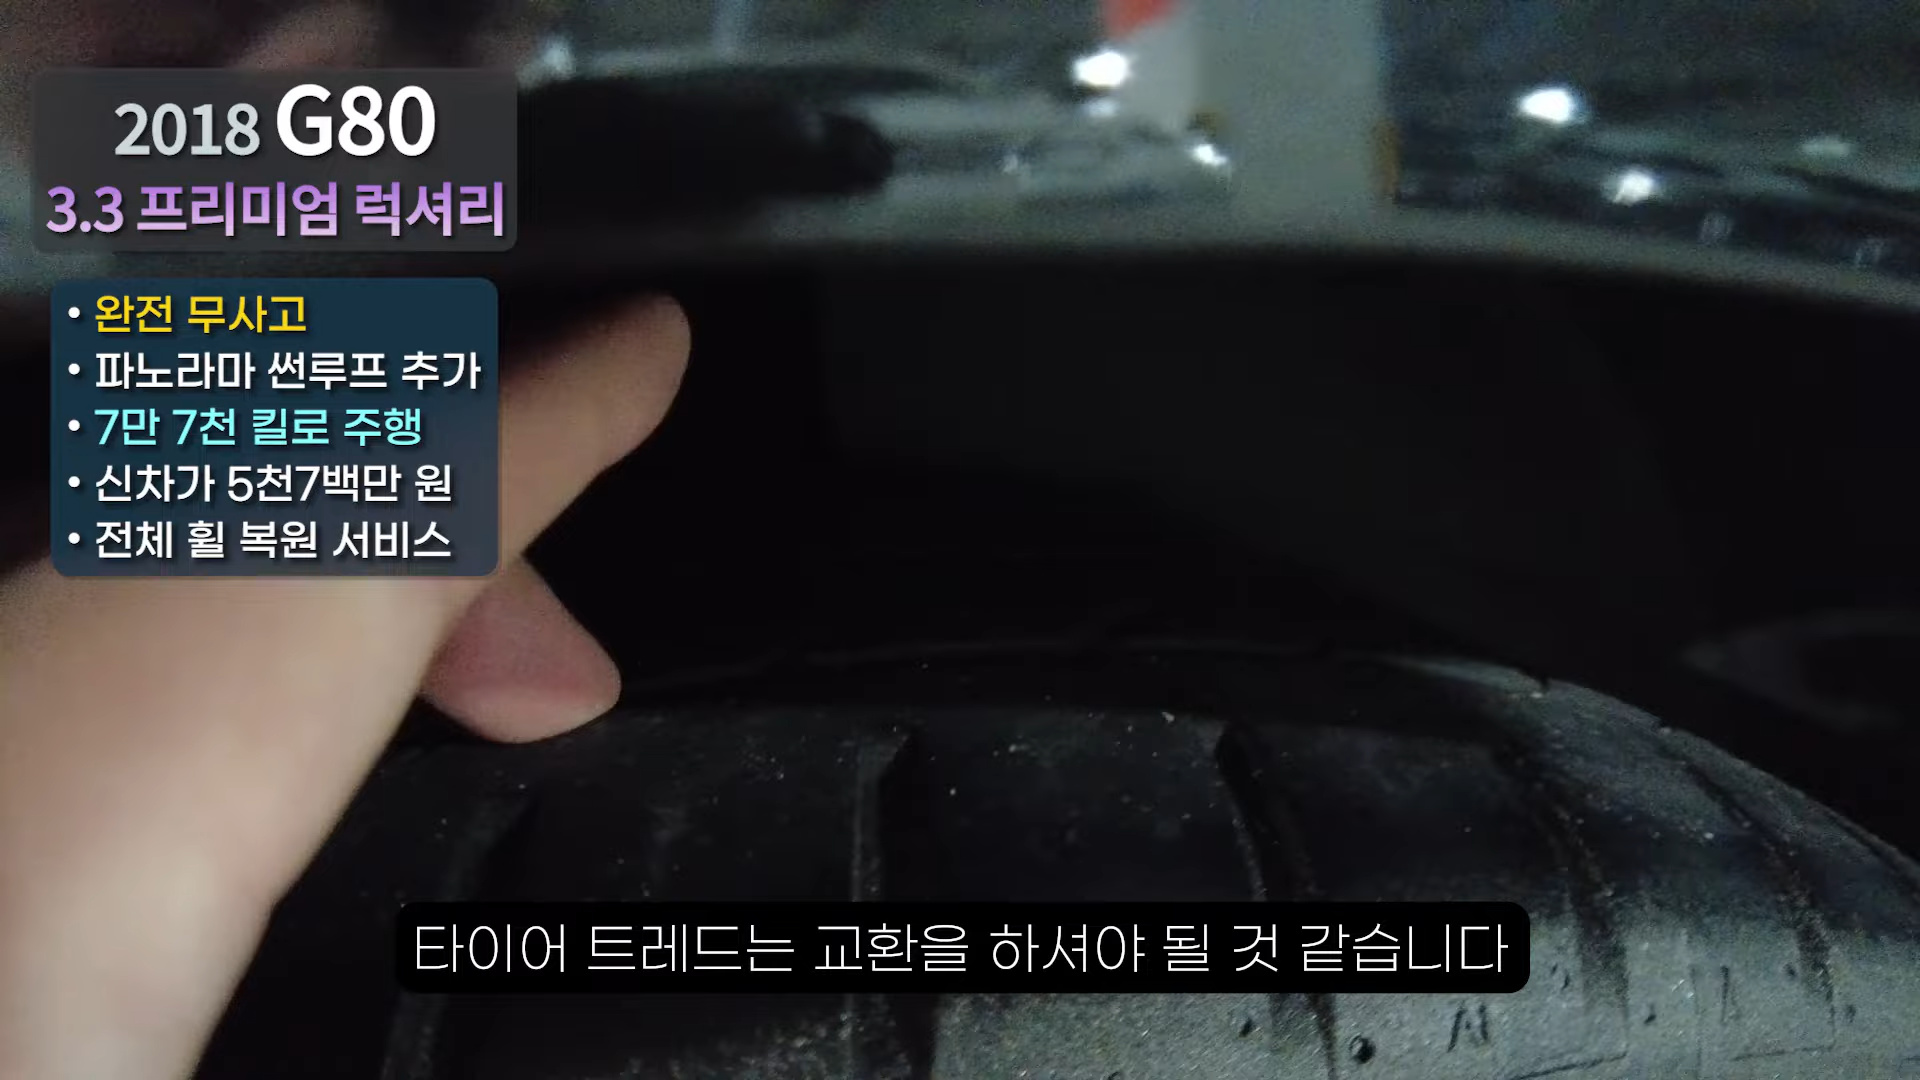 2018 G80
3.3 프리미엄 럭셔리
• 완전 무사고
• 파노라마 썬루프 추가
• 7만 7천 킬로 주행
• 신차가 5천7백만 원
• 전체 휠 복원 서비스
타이어 트레드는 교환을 하셔야 될 것 같습니다